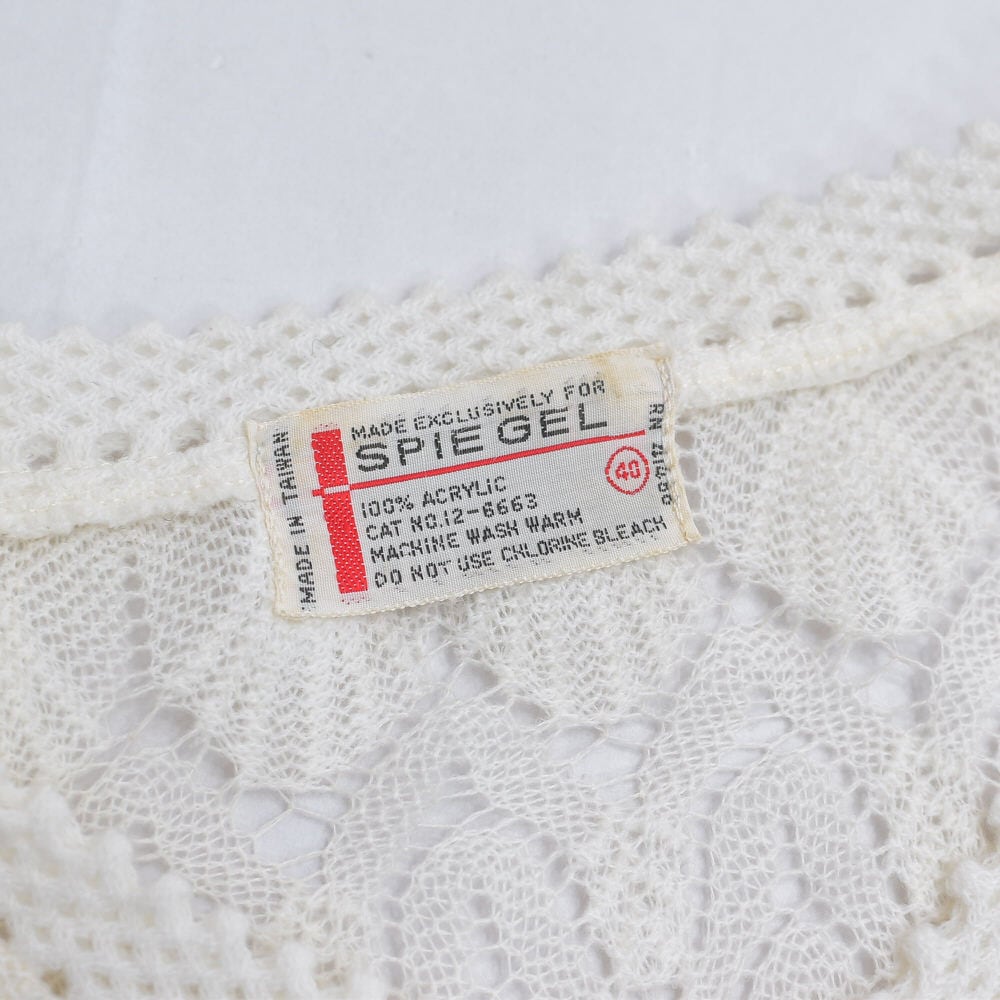 MADE IN TAIWAN
MADE EXCLUSIVELY FOR
SPIEGEL
40
100% ACRYLIC
CAT NO.12-6663
MACHINE WASH WARM
DO NOT USE CHLORINE BLEACH
RN